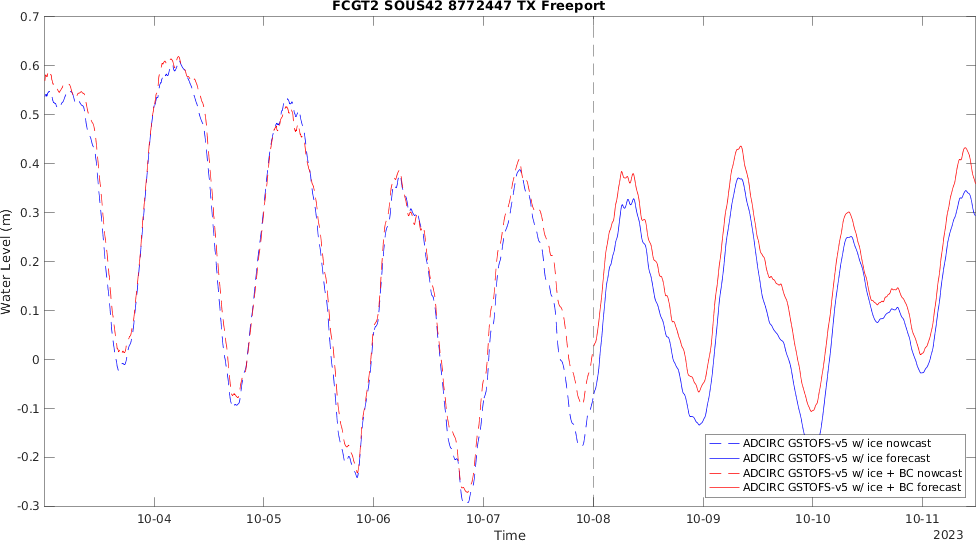 FCGT2 SOUS42 8772447 TX Freeport
0.7
0.6
0.5
0.4
0.3
0.2
0.1
0
-0.1
-0.2
-0.3
Water Level (m)
ADCIRC GSTOFS-v5 w/ ice nowcast
ADCIRC GSTOFS-v5 w/ ice forecast
ADCIRC GSTOFS-v5 w/ ice + BC nowcast
ADCIRC GSTOFS-v5 w/ ice + BC forecast
10-04 10-05 10-06 10-07 10-08 10-09 10-10 10-11
Time
2023